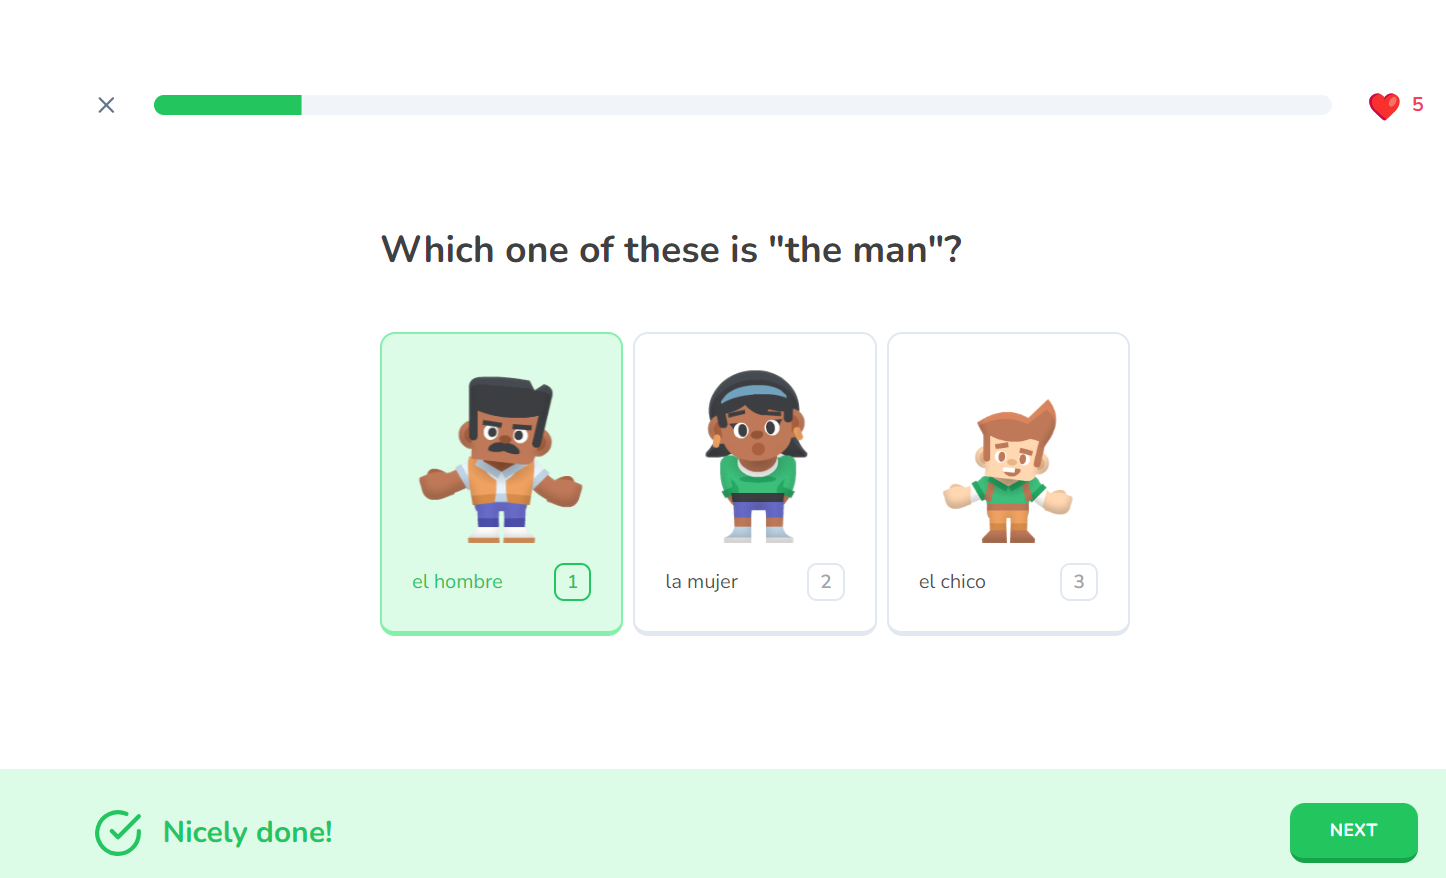 5
Which one of these is "the man"?
el hombre 1
la mujer 2
el chico 3
Nicely done!
NEXT